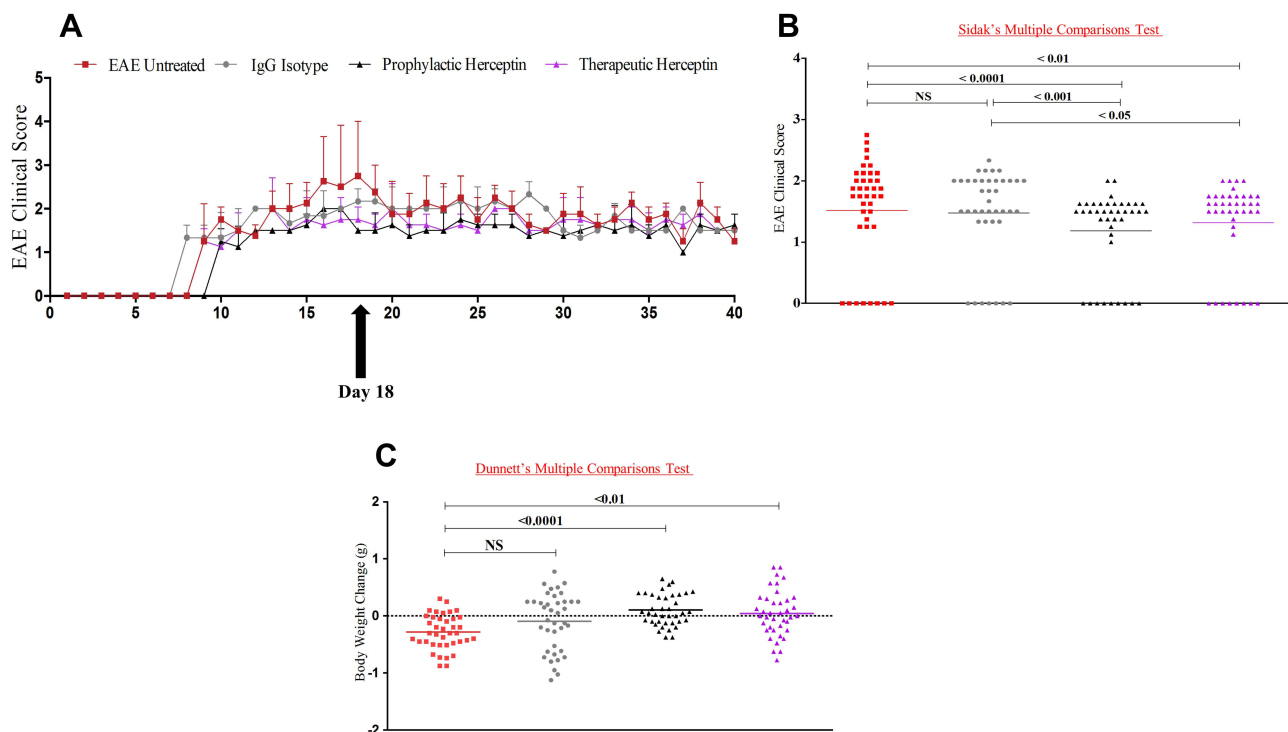 A
EAE Untreated IgG Isotype Prophylactic Herceptin Therapeutic Herceptin
EAE Clinical Score
5
4
3
2
1
0
0 5 10 15 20 25 30 35 40
Day 18
B
Sidak's Multiple Comparisons Test
< 0.01
< 0.0001
NS < 0.001
< 0.05
EAE Clinical Score
4
3
2
1
0
C
Dunnett's Multiple Comparisons Test
<0.01
<0.0001
NS
Body Weight Change (g)
2
1
0
-1
-2